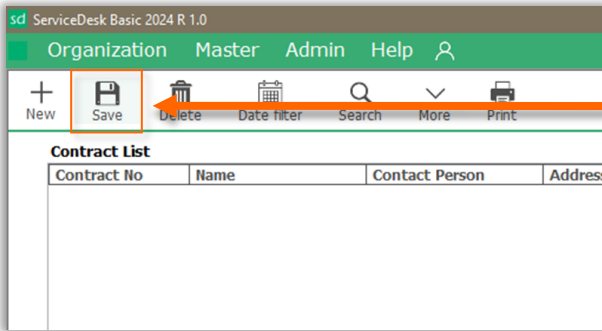 sd ServiceDesk Basic 2024 R 1.0
Organization Master Admin Help
New Save Delete Date filter Search More Print
Contract List
Contract No Name Contact Person Address